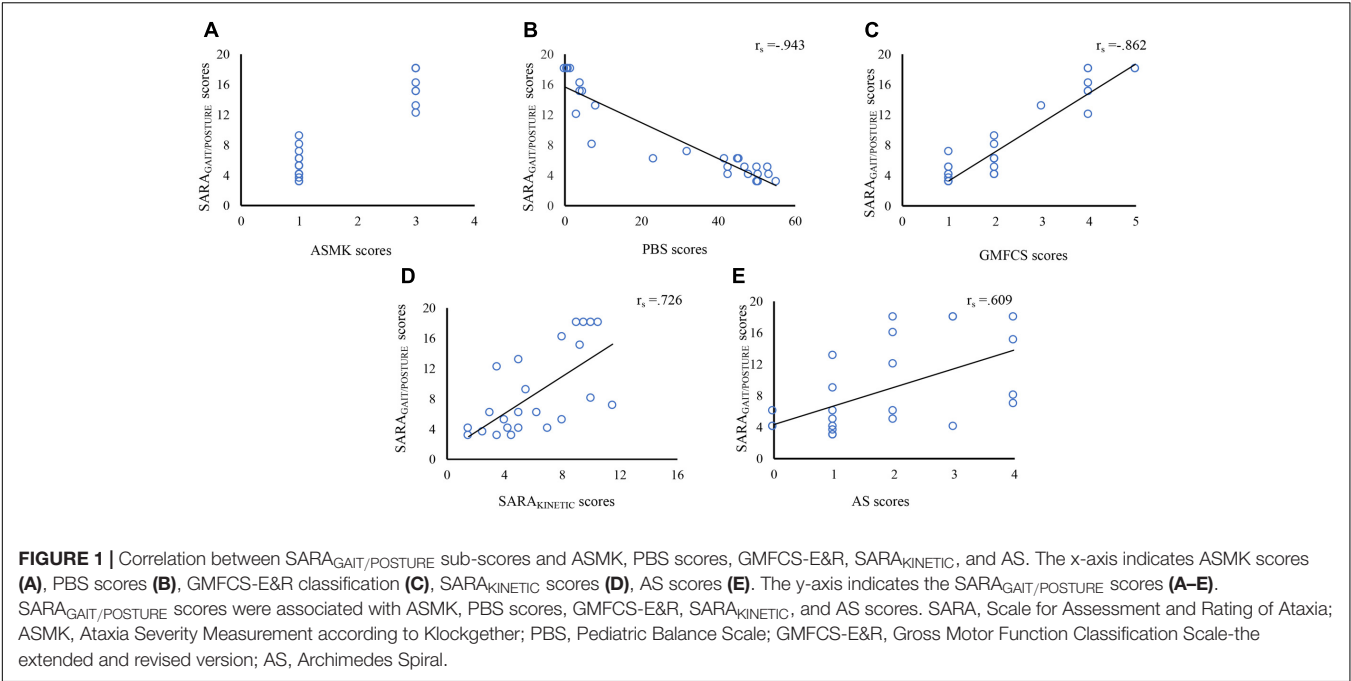 A
SARAGAIT/POSTURE scores
20
16
12
8
4
0
0 1 2 3 4
ASMK scores
B
rs =-.943
SARAGAIT/POSTURE scores
20
16
12
8
4
0
0 20 40 60
PBS scores
C
rs =-.862
SARAGAIT/POSTURE scores
20
16
12
8
4
0
0 1 2 3 4 5
GMFCS scores
D
rs =.726
SARAGAIT/POSTURE scores
20
16
12
8
4
0
0 4 8 12 16
SARAKINETIC scores
E
rs =.609
SARAGAIT/POSTURE scores
20
16
12
8
4
0
0 1 2 3 4
AS scores
FIGURE 1 | Correlation between SARAGAIT/POSTURE sub-scores and ASMK, PBS scores, GMFCS-E&R, SARAKINETIC, and AS. The x-axis indicates ASMK scores
(A), PBS scores (B), GMFCS-E&R classification (C), SARAKINETIC scores (D), AS scores (E). The y-axis indicates the SARAGAIT/POSTURE scores (A–E).
SARAGAIT/POSTURE scores were associated with ASMK, PBS scores, GMFCS-E&R, SARAKINETIC, and AS scores. SARA, Scale for Assessment and Rating of Ataxia;
ASMK, Ataxia Severity Measurement according to Klockgether; PBS, Pediatric Balance Scale; GMFCS-E&R, Gross Motor Function Classification Scale-the
extended and revised version; AS, Archimedes Spiral.